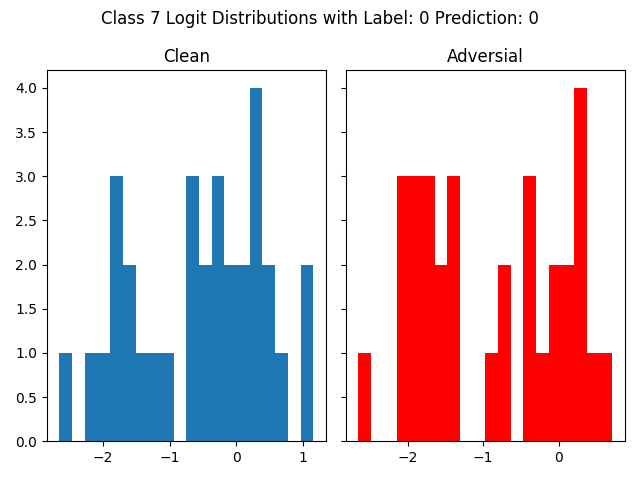 Class 7 Logit Distributions with Label: 0 Prediction: 0
Clean
Adversial
4.0
3.5
3.0
2.5
2.0
1.5
1.0
0.5
0.0
−2 −1 0 1
−2 −1 0